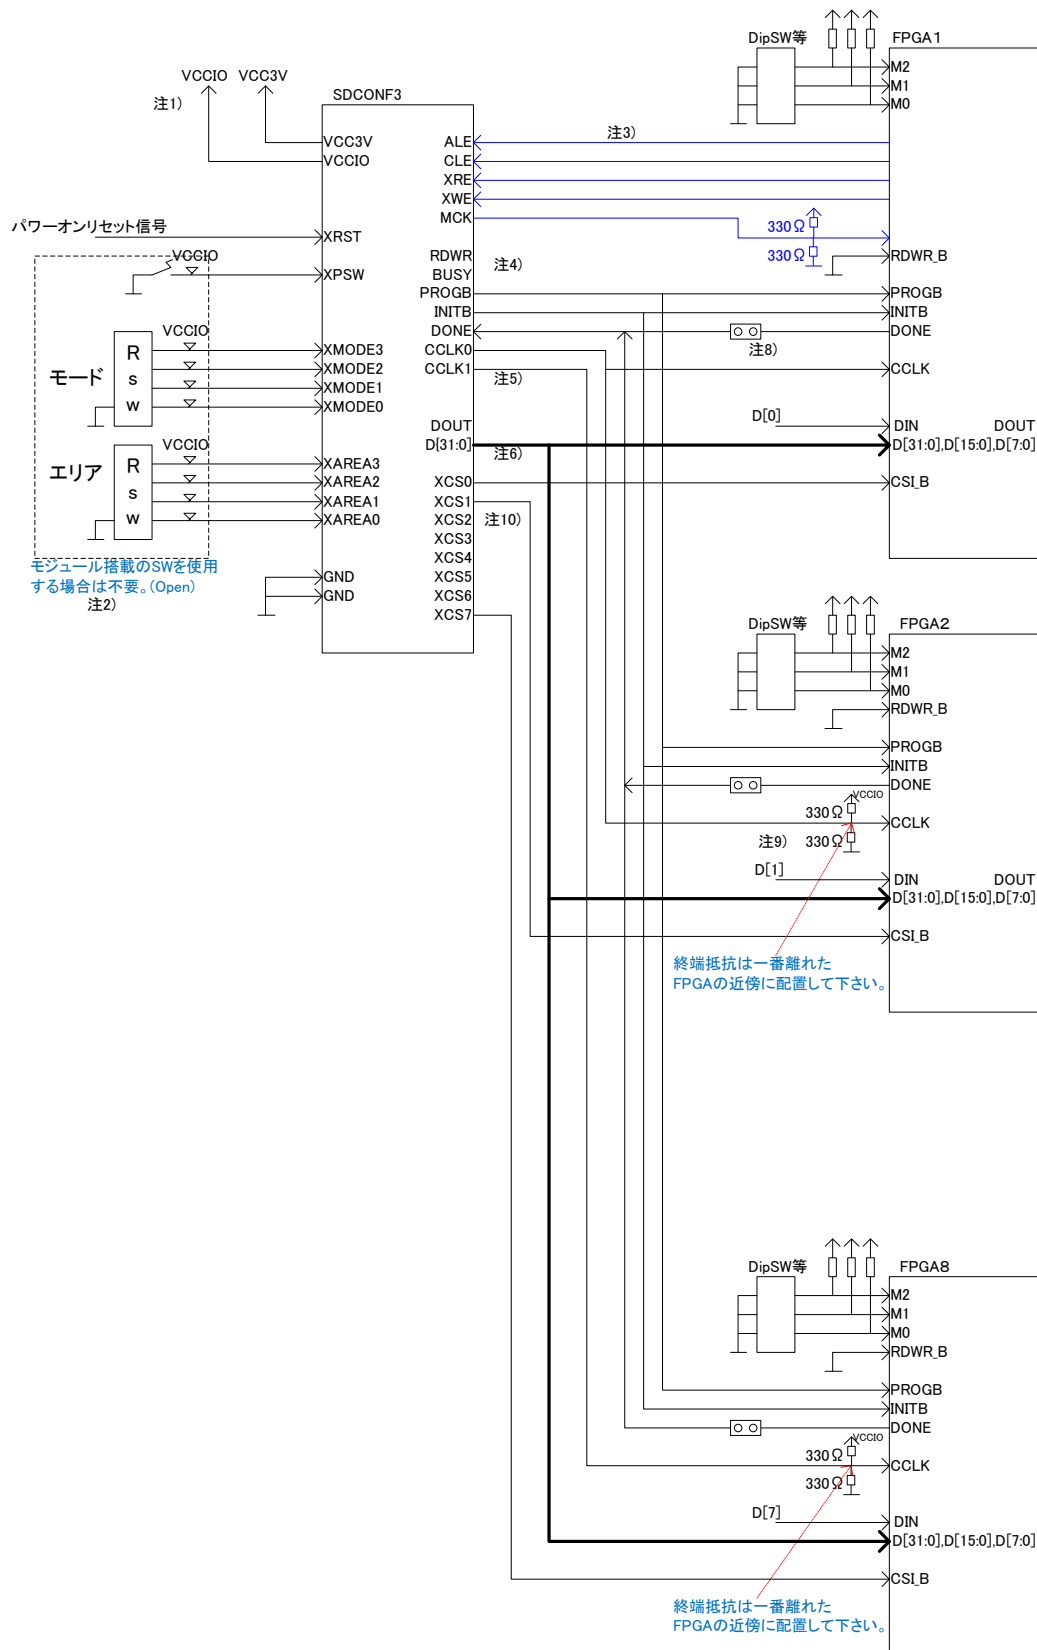 DipSW等
FPGA1
M2
M1
M0
VCCIO
VCC3V
注1)
SDCONF3
VCC3V
VCCIO
ALE
CLE
XRE
XWE
MCK
注3)
330Ω
330Ω
RDWR_B
パワーオンリセット信号
XRST
VCCIO
XPSW
RDWR
BUSY
注4)
PROGB
INITB
DONE
CCLK0
CCLK1
PROGB
INITB
DONE
注8)
CCLK
注5)
VCCIO
モード
R
s
w
XMODE3
XMODE2
XMODE1
XMODE0
D[0]
DIN
DOUT
D[31:0],D[15:0],D[7:0]
DOUT
D[31:0]
注6)
VCCIO
エリア
R
s
w
XAREA3
XAREA2
XAREA1
XAREA0
XCS0
XCS1
XCS2
XCS3
XCS4
XCS5
XCS6
XCS7
注10)
CSI_B
モジュール搭載のSWを使用
する場合は不要。(Open)
注2)
GND
GND
DipSW等
FPGA2
M2
M1
M0
RDWR_B
PROGB
INITB
DONE
VCCIO
330Ω
CCLK
注9)
330Ω
D[1]
DIN
DOUT
D[31:0],D[15:0],D[7:0]
CSI_B
終端抵抗は一番離れた
FPGAの近傍に配置して下さい。
DipSW等
FPGA8
M2
M1
M0
RDWR_B
PROGB
INITB
DONE
VCCIO
330Ω
CCLK
330Ω
D[7]
DIN
D[31:0],D[15:0],D[7:0]
CSI_B
終端抵抗は一番離れた
FPGAの近傍に配置して下さい。